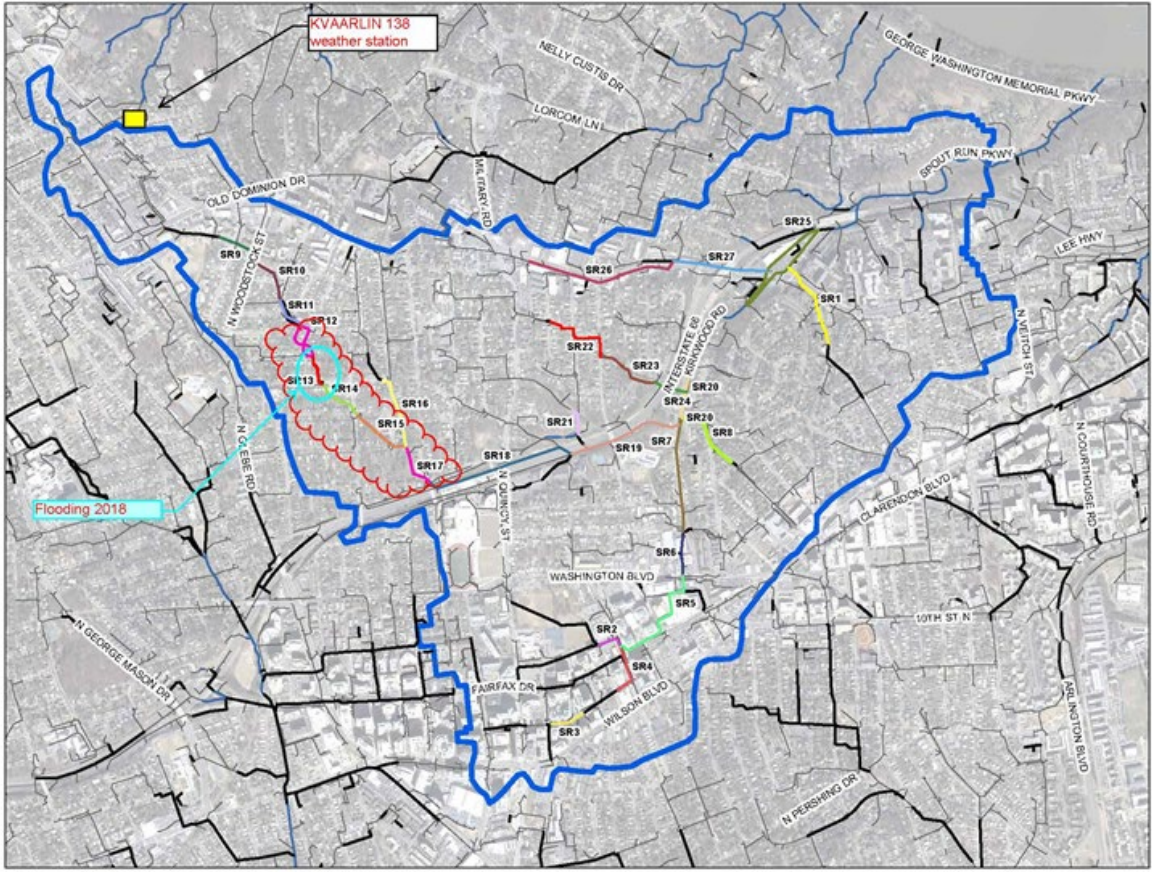 KVAARLIN 138
weather station
NELLY CUSTIS DR
GEORGE WASHINGTON MEMORIAL PKWY
LORCOM LN
SPOUT RUN PKWY
MILITARY RD
OLD DOMINION DR
SR25
LEE HWY
SR9
N WOODSTOCK ST
SR27
SR26
SR10
SR1
SR11
SR12
N VEITCH ST
INTERSTATE 66
KIRKWOOD RD
SR22
SR23
SR13
SR14
SR20
SR16
SR24
SR20
SR15
SR21
SR8
SR19
SR7
N GLEBE RD
SR17
SR18
N QUINCY ST
N COURTHOUSE RD
CLARENDON BLVD
Flooding 2018
SR6
WASHINGTON BLVD
SR5
10TH ST N
SR2
N GEORGE MASON DR
SR4
FAIRFAX DR
WILSON BLVD
SR3
ARLINGTON BLVD
N PERSHING DR